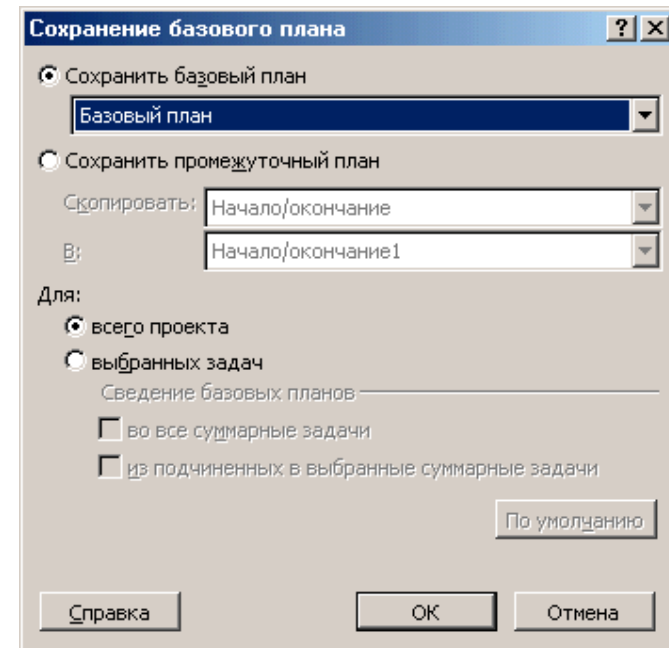 Сохранение базового плана
Сохранить базовый план
Базовый план
Сохранить промежуточный план
Скопировать: Начало/окончание
В: Начало/окончание1
Для:
всего проекта
выбранных задач
Сведение базовых планов
во все суммарные задачи
из подчиненных в выбранные суммарные задачи
По умолчанию
Справка ОК Отмена